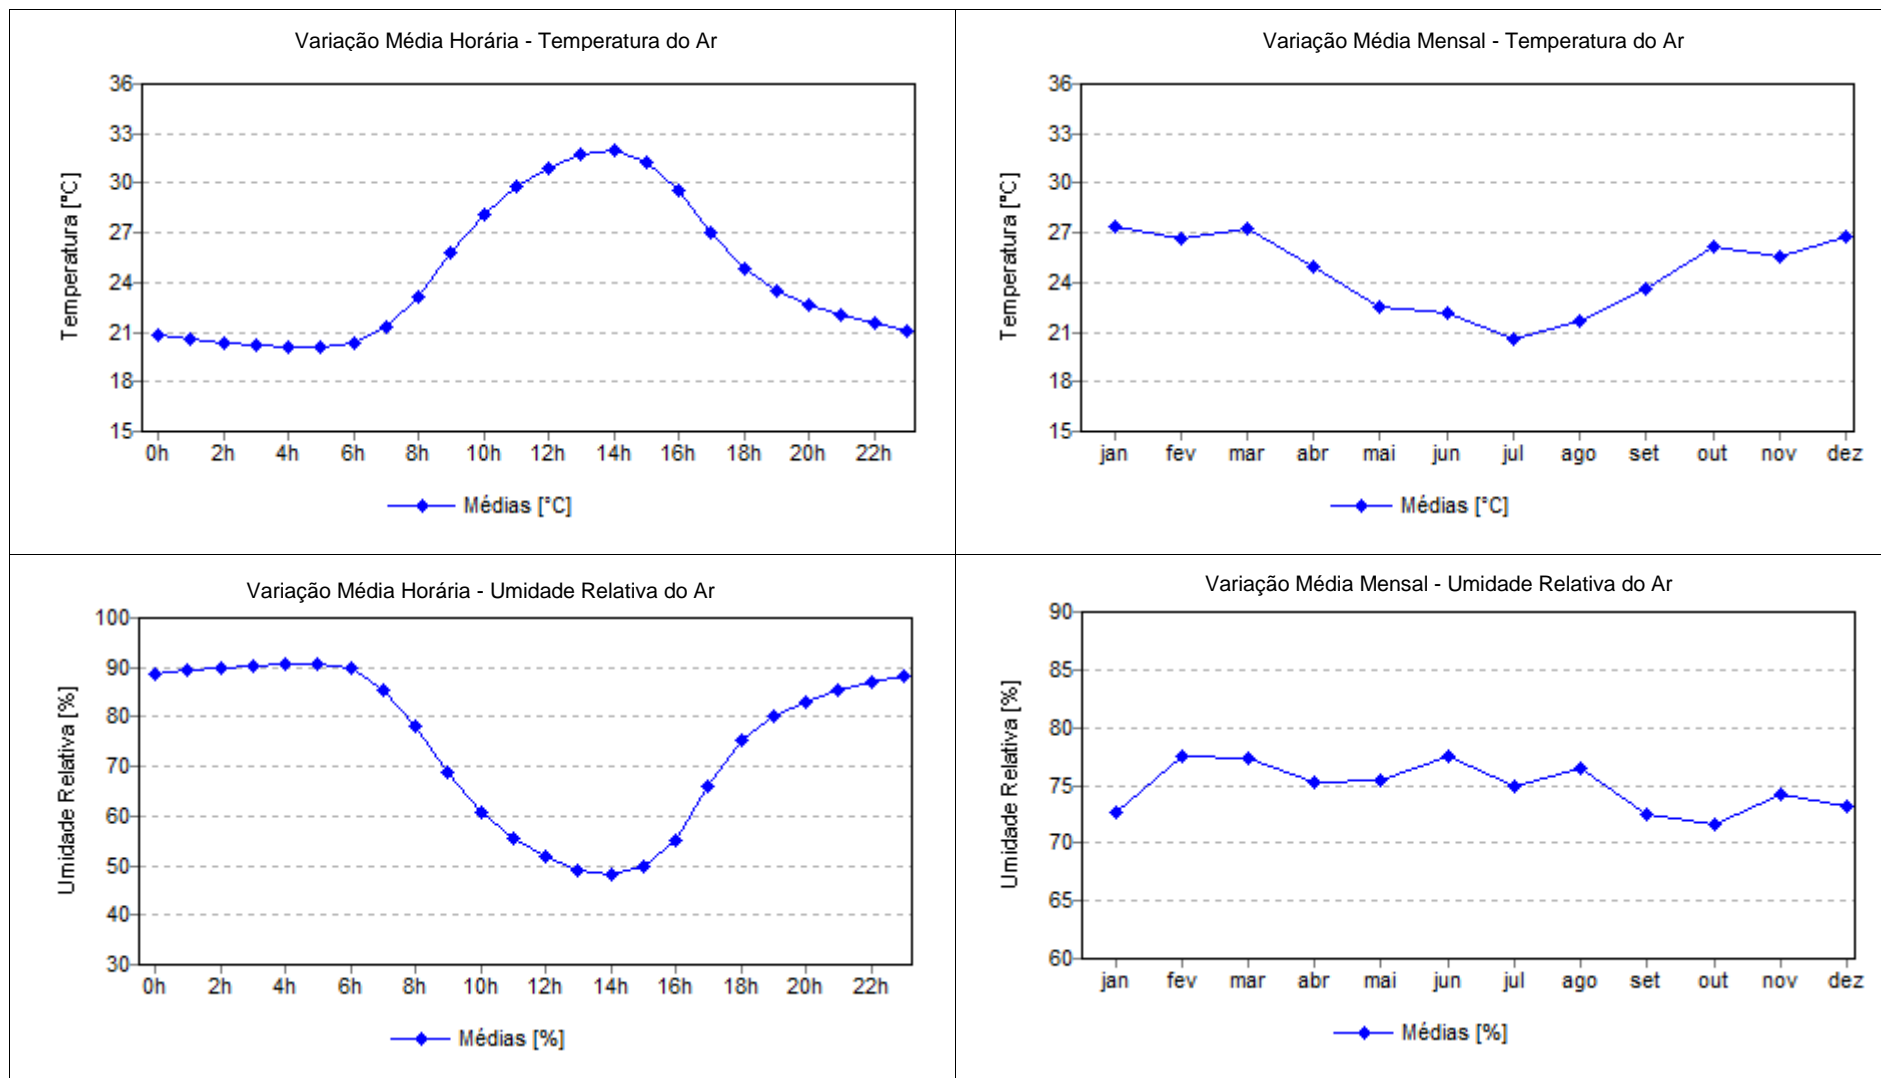 Variação Média Horária - Temperatura do Ar
36
33
30
27
24
21
18
15
Temperatura [°C]
0h 2h 4h 6h 8h 10h 12h 14h 16h 18h 20h 22h
Médias [°C]
Variação Média Mensal - Temperatura do Ar
36
33
30
27
24
21
18
15
Temperatura [°C]
jan fev mar abr mai jun jul ago set out nov dez
Médias [°C]
Variação Média Horária - Umidade Relativa do Ar
100
90
80
70
60
50
40
30
Umidade Relativa [%]
0h 2h 4h 6h 8h 10h 12h 14h 16h 18h 20h 22h
Médias [%]
Variação Média Mensal - Umidade Relativa do Ar
90
85
80
75
70
65
60
Umidade Relativa [%]
jan fev mar abr mai jun jul ago set out nov dez
Médias [%]